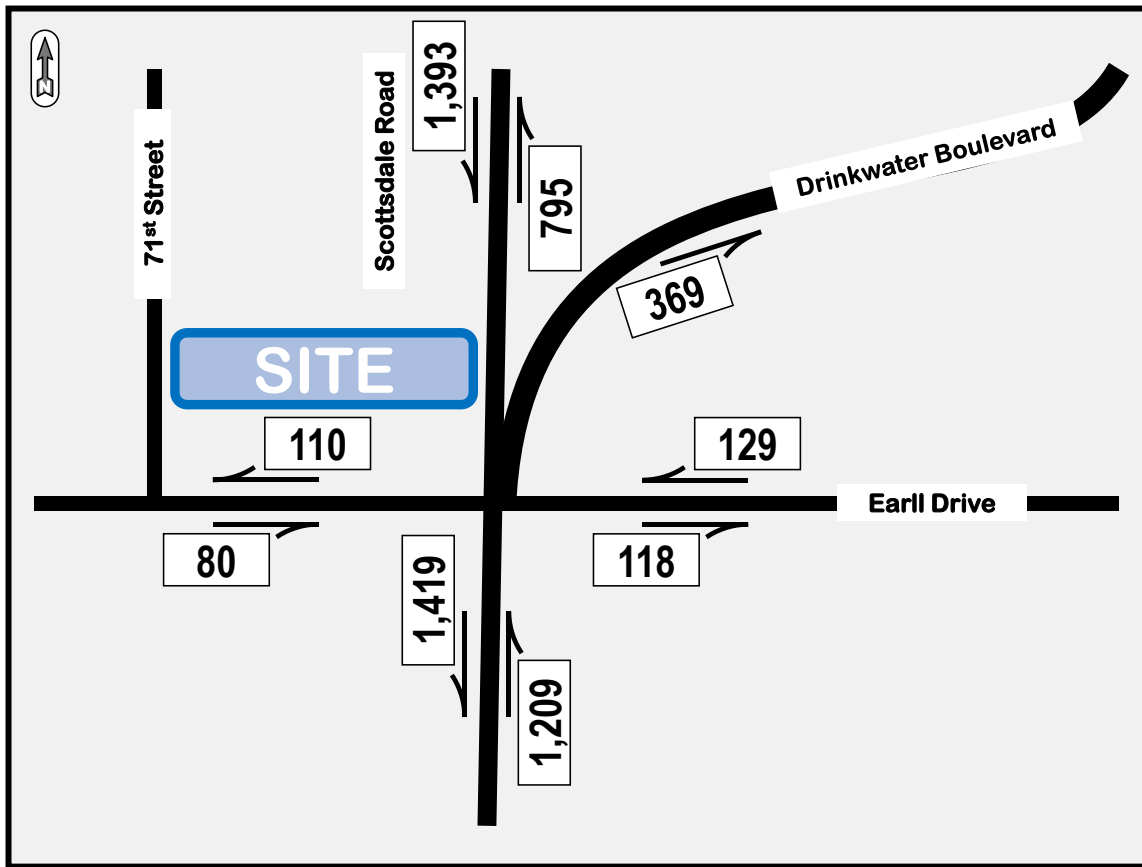 N
1,393
Scottsdale Road
71st Street
795
Drinkwater Boulevard
369
SITE
110
129
Earll Drive
80
118
1,419
1,209